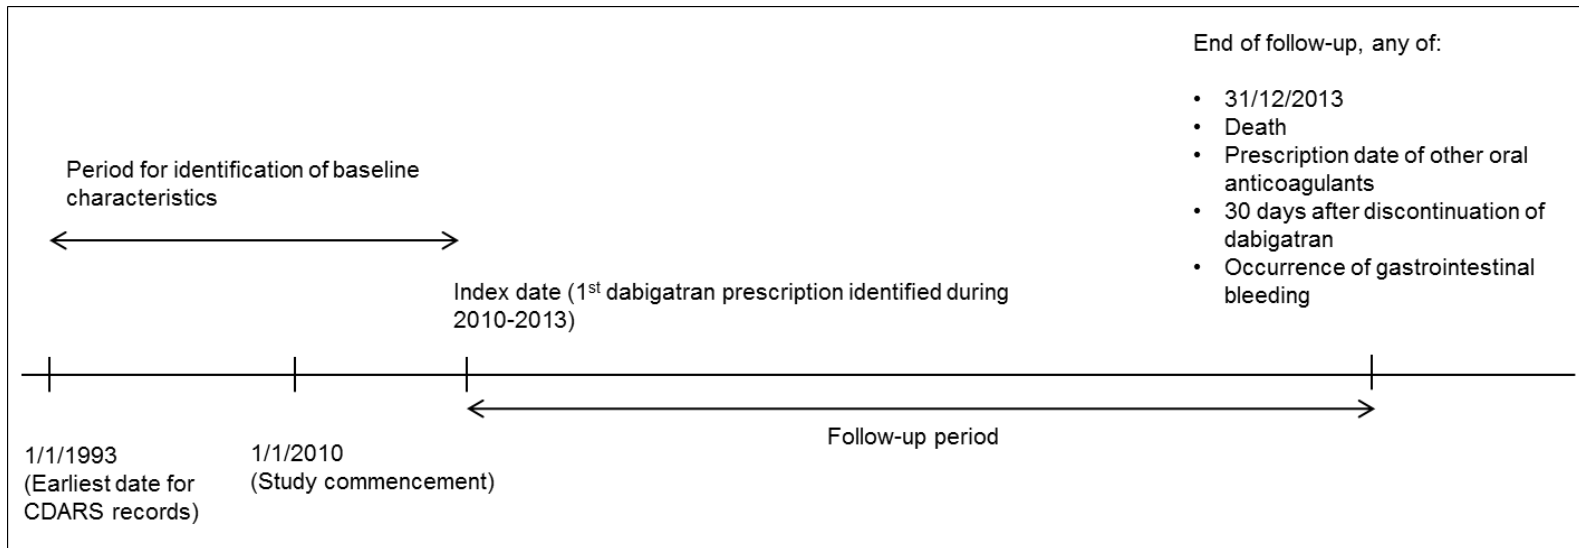 End of follow-up, any of:
• 31/12/2013
• Death
• Prescription date of other oral
anticoagulants
• 30 days after discontinuation of
dabigatran
• Occurrence of gastrointestinal
bleeding
Period for identification of baseline
characteristics
Index date (1st dabigatran prescription identified during
2010-2013)
Follow-up period
1/1/1993
(Earliest date for
CDARS records)
1/1/2010
(Study commencement)